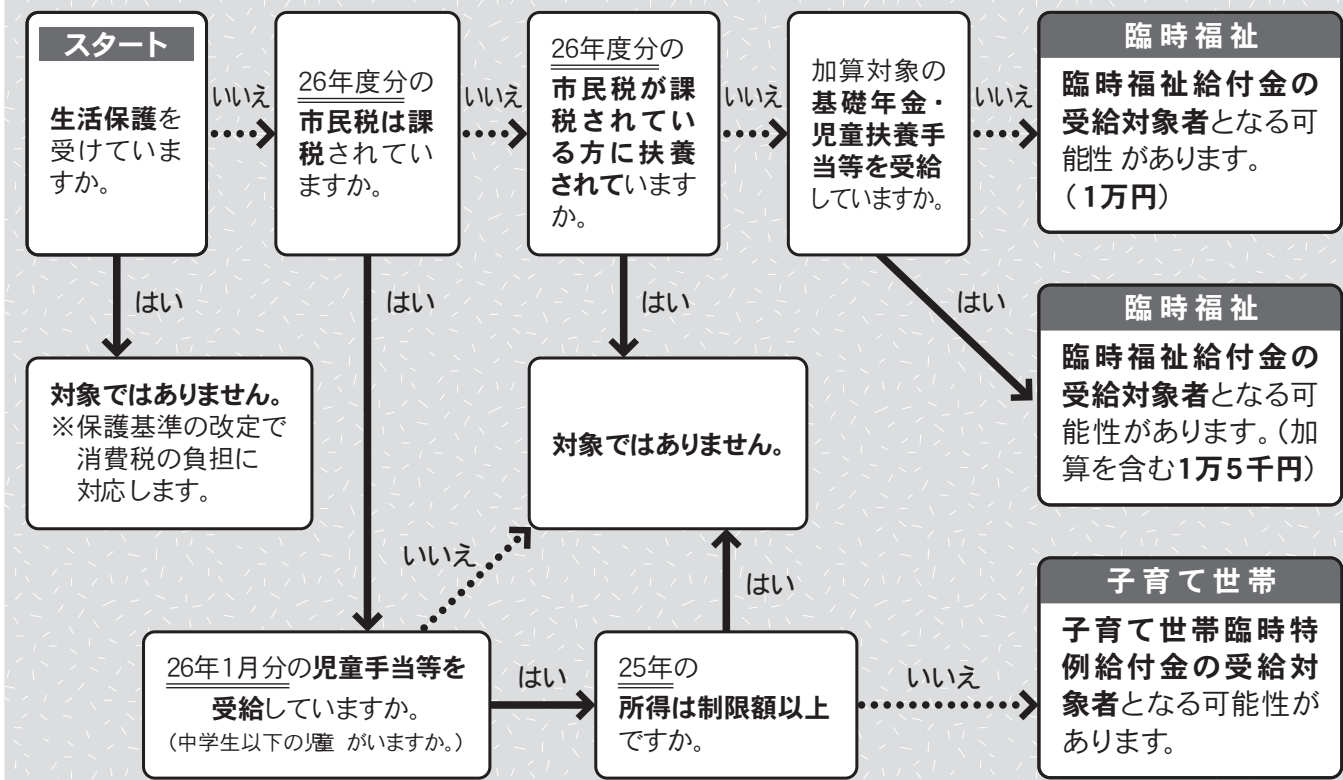 スタート
生活保護を
受けていま
すか。
いいえ
はい
26年度分の
市民税は課
税されてい
ますか。
いいえ
はい
26年度分の
市民税が課
税されてい
る方に扶養
されています
か。
いいえ
はい
加算対象の
基礎年金・
児童扶養手
当等を受給
していますか。
いいえ
はい
臨時福祉
臨時福祉給付金の
受給対象者となる可
能性 があります。
（1万円）
対象ではありません。
※保護基準の改定で
消費税の負担に
対応します。
対象ではありません。
臨時福祉
臨時福祉給付金の
受給対象者となる可
能性があります。（加
算を含む1万5千円）
いいえ
はい
26年1月分の児童手当等を
受給していますか。
（中学生以下の児童 がいますか。）
はい
25年の
所得は制限額以上
ですか。
いいえ
子育て世帯
子育て世帯臨時特
例給付金の受給対
象者となる可能性が
あります。